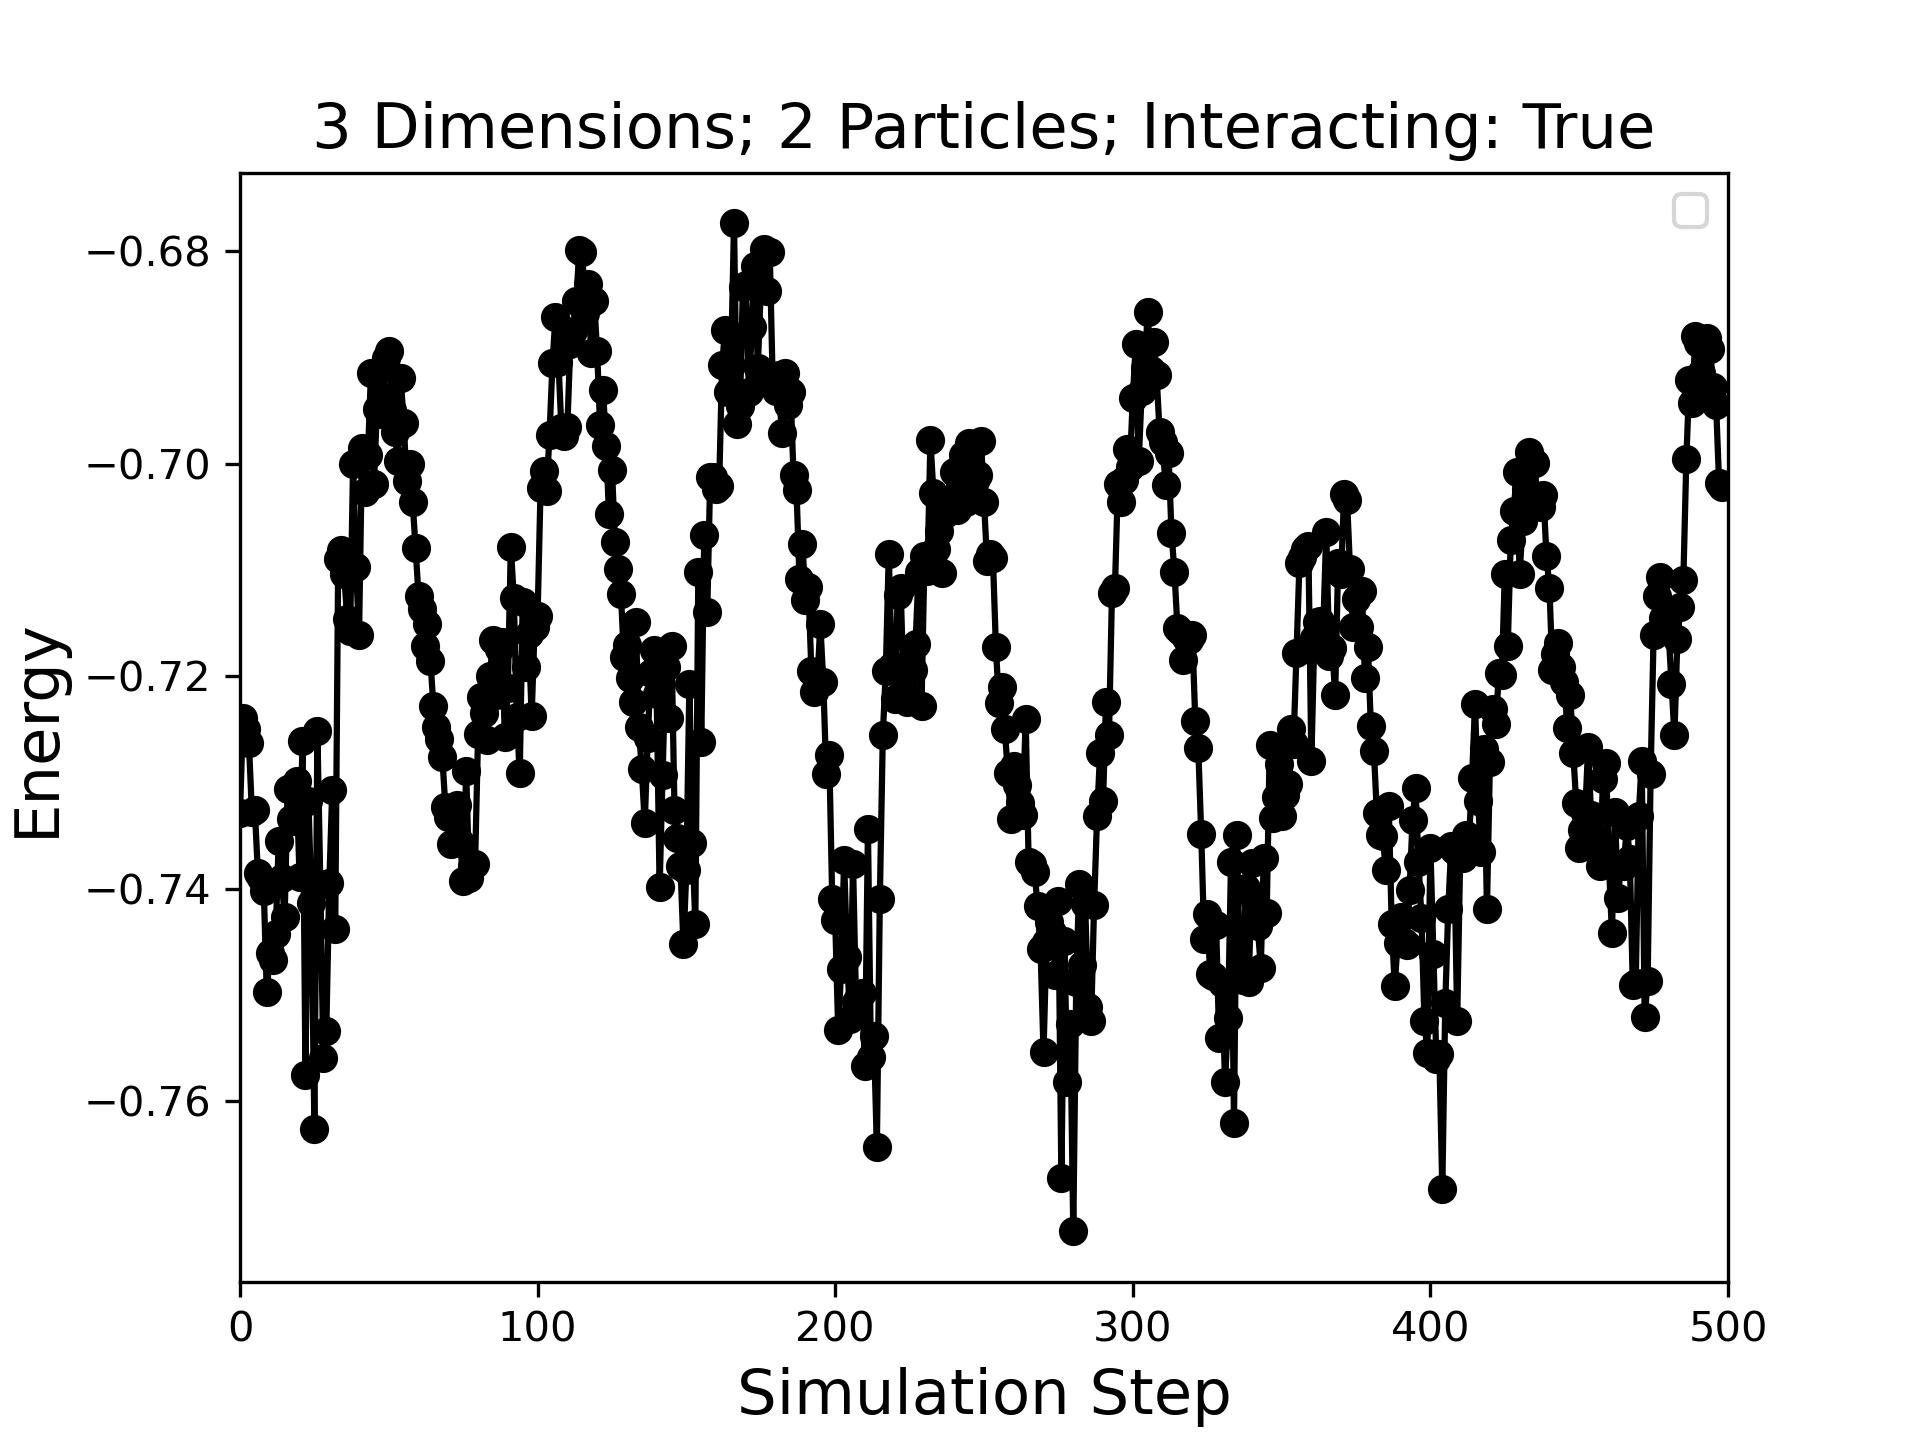 3 Dimensions; 2 Particles; Interacting: True
Energy
−0.68
−0.70
−0.72
−0.74
−0.76
0 100 200 300 400 500
Simulation Step